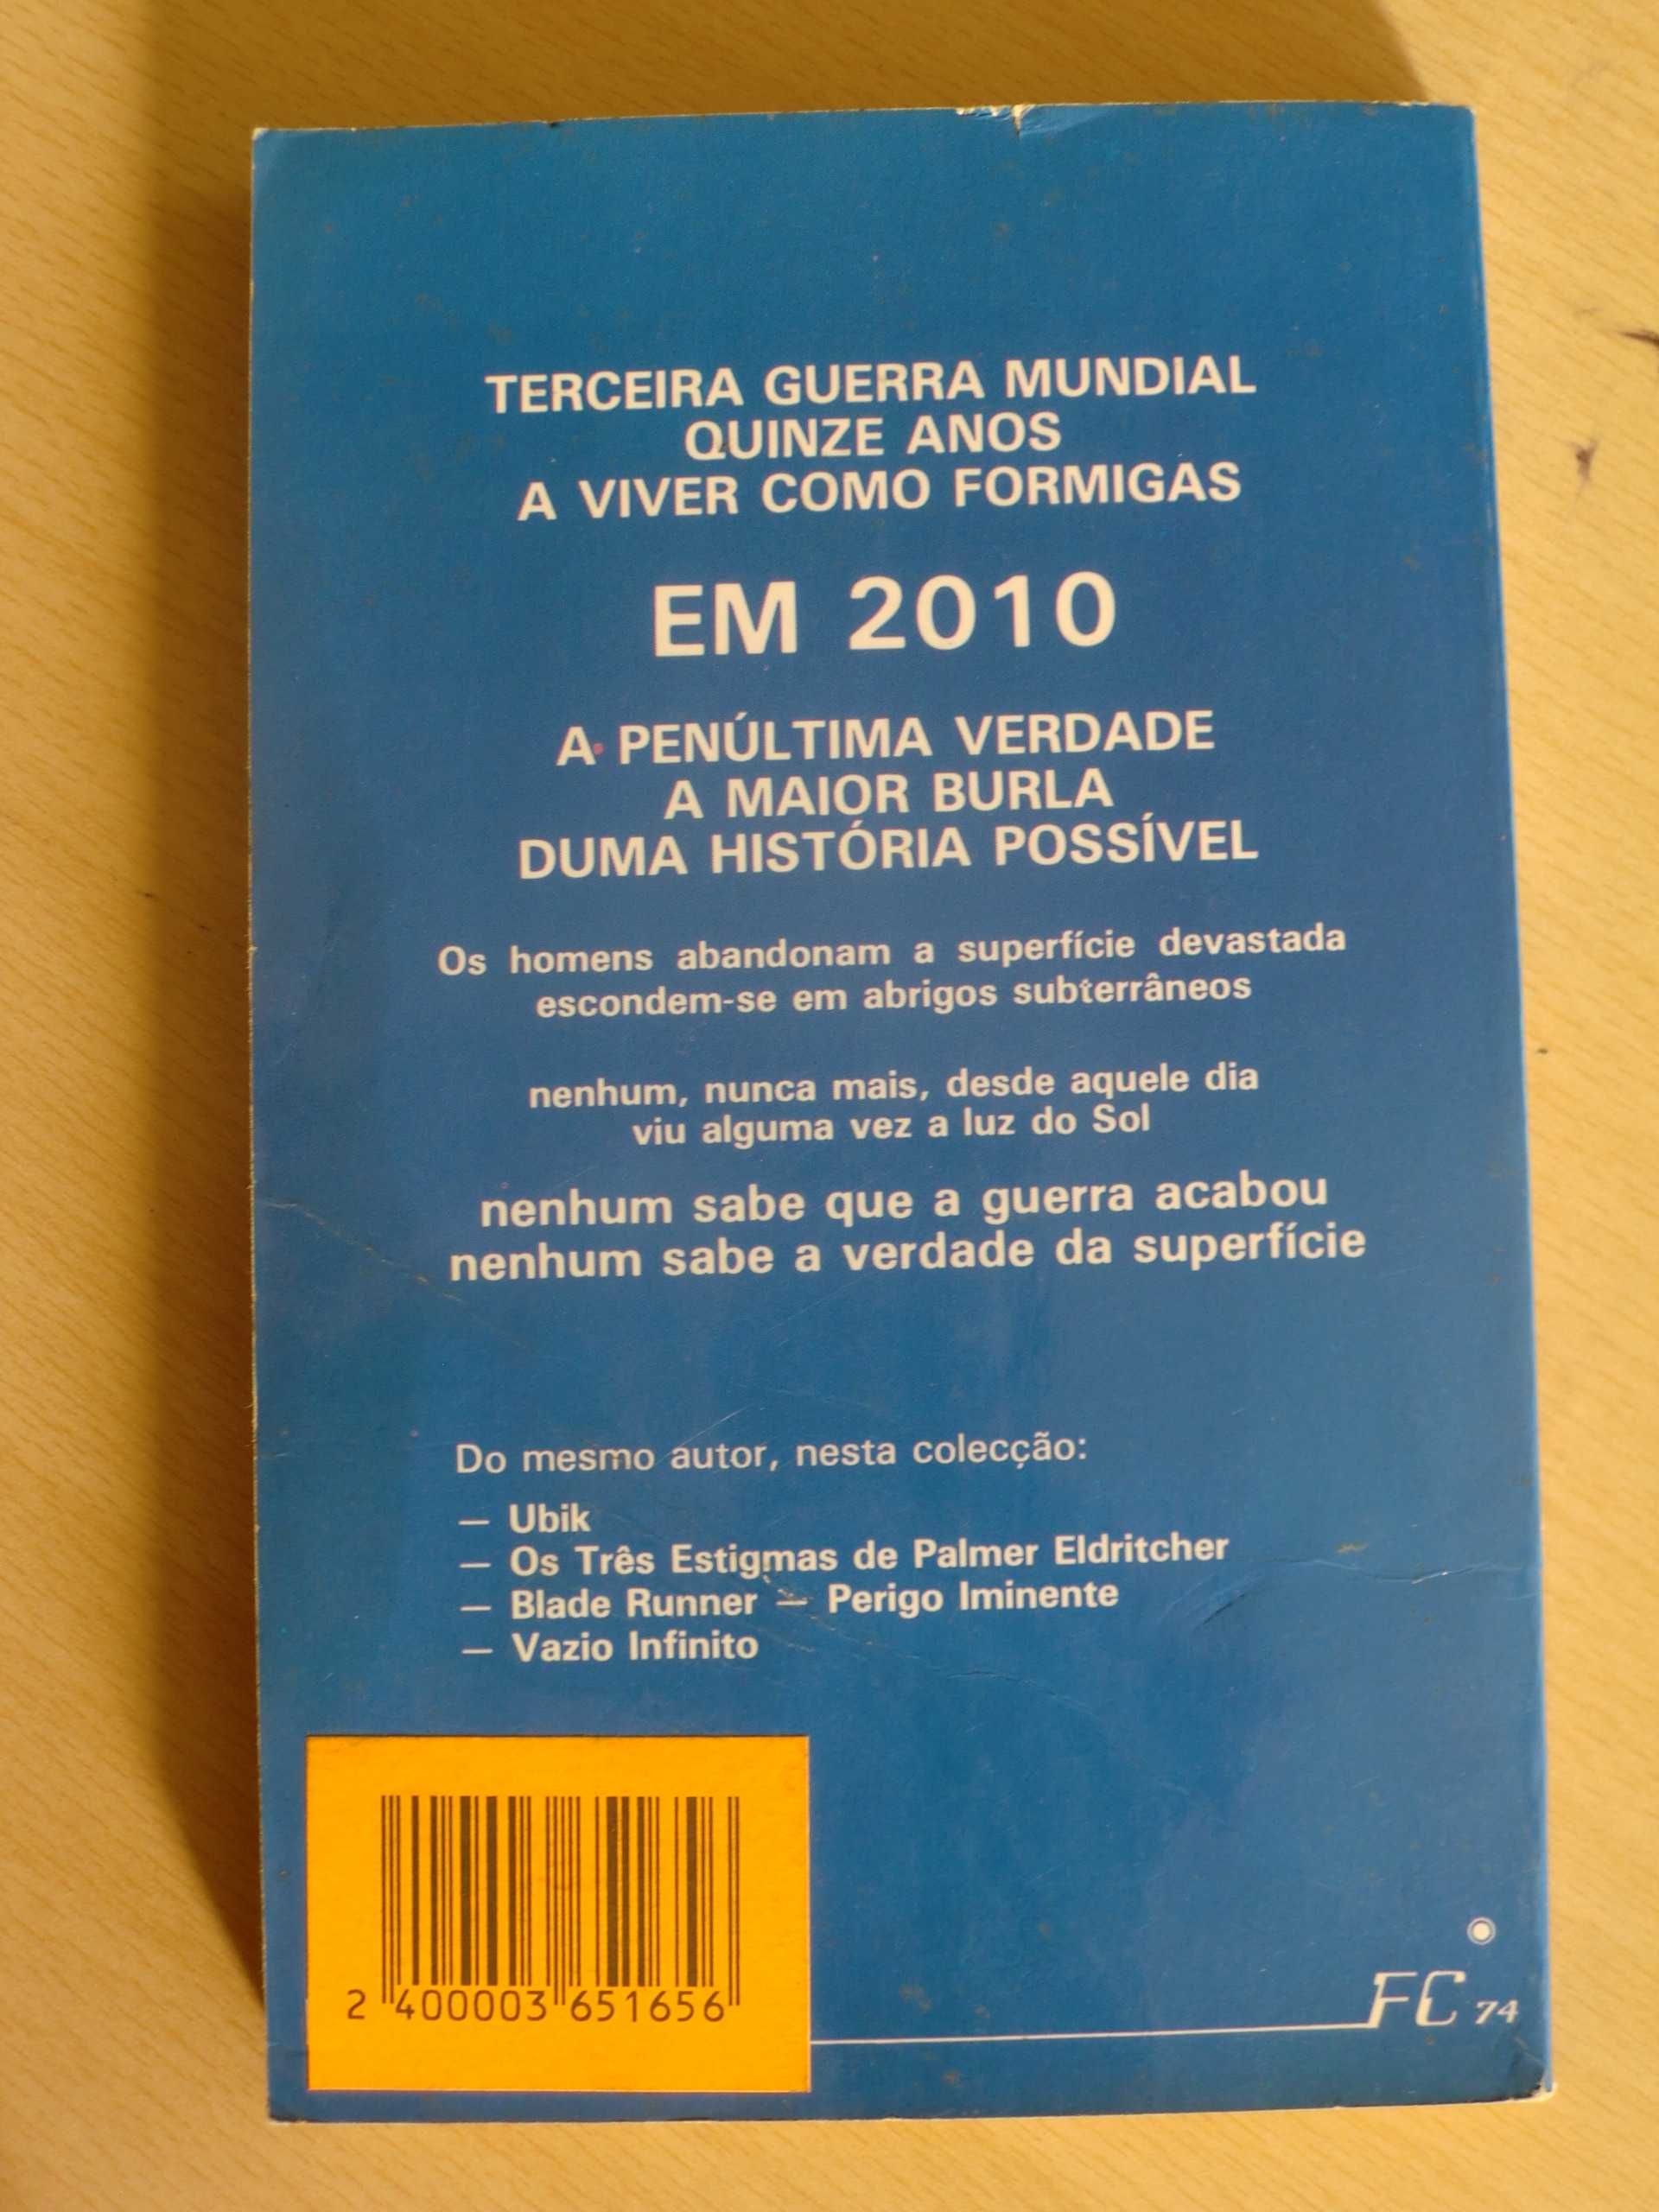 TERCEIRA GUERRA MUNDIAL
QUINZE ANOS
A VIVER COMO FORMIGAS
EM 2010
A PENÚLTIMA VERDADE
A MAIOR BURLA
DUMA HISTÓRIA POSSÍVEL
Os homens abandonam a superfície devastada
escondem-se em abrigos subterrâneos
nenhum, nunca mais, desde aquele dia
viu alguma vez a luz do Sol
nenhum sabe que a guerra acabou
nenhum sabe a verdade da superfície
Do mesmo autor, nesta colecção:
— Ubik
— Os Três Estigmas de Palmer Eldritcher
— Blade Runner — Perigo Iminente
— Vazio Infinito
2 400003 651656
FC 74